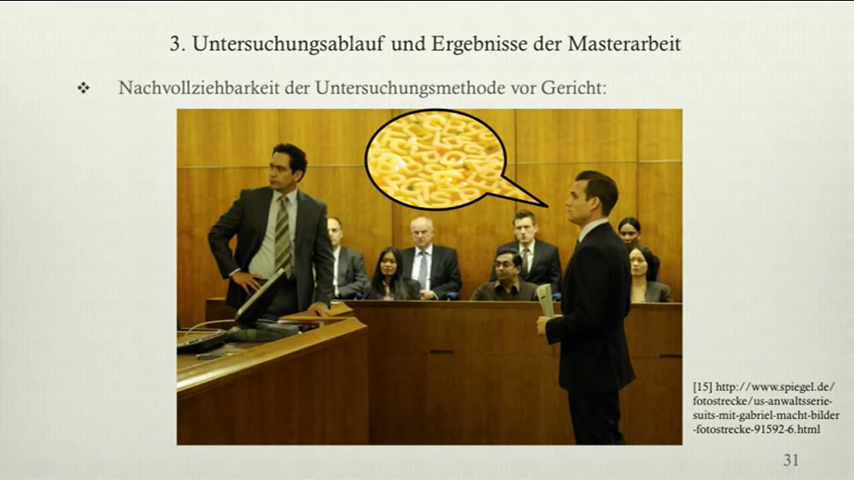 3. Untersuchungsablauf und Ergebnisse der Masterarbeit
❖ Nachvollziehbarkeit der Untersuchungsmethode vor Gericht:
[15] http://www.spiegel.de/
fotostrecke/us-anwaltsserie-
suits-mit-gabriel-macht-bilder
-fotostrecke-91592-6.html
31